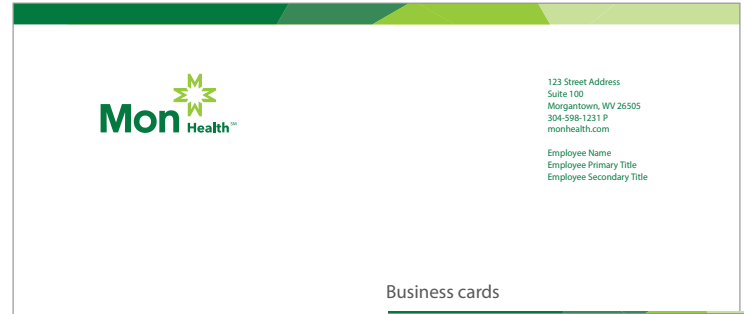 Mon Health℠
123 Street Address
Suite 100
Morgantown, WV 26505
304-598-1231 P
monhealth.com
Employee Name
Employee Primary Title
Employee Secondary Title
Business cards